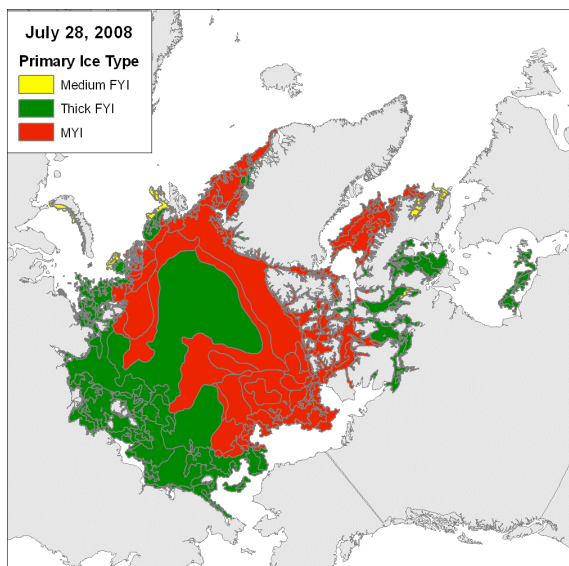 July 28, 2008
Primary Ice Type
Medium FYI
Thick FYI
MYI